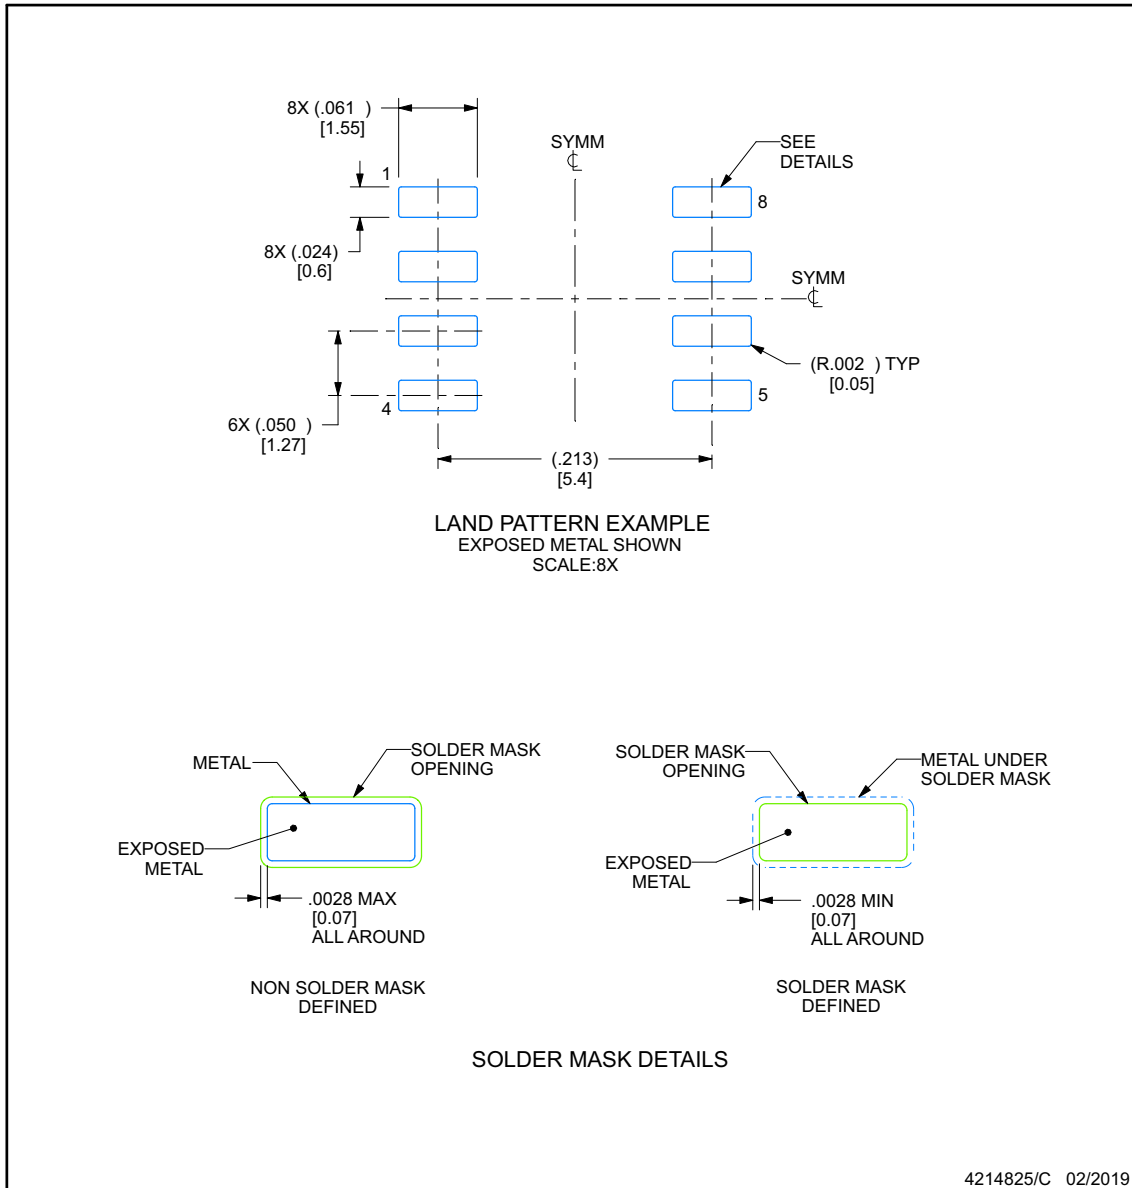 8X (.061 )
[1.55]
SYMM
℄
SEE
DETAILS
1
8
8X (.024)
[0.6]
SYMM
℄
(R.002 ) TYP
[0.05]
4
5
6X (.050 )
[1.27]
(.213)
[5.4]
LAND PATTERN EXAMPLE
EXPOSED METAL SHOWN
SCALE:8X
METAL
SOLDER MASK
OPENING
EXPOSED
METAL
.0028 MAX
[0.07]
ALL AROUND
NON SOLDER MASK
DEFINED
SOLDER MASK
OPENING
METAL UNDER
SOLDER MASK
EXPOSED
METAL
.0028 MIN
[0.07]
ALL AROUND
SOLDER MASK
DEFINED
SOLDER MASK DETAILS
4214825/C 02/2019